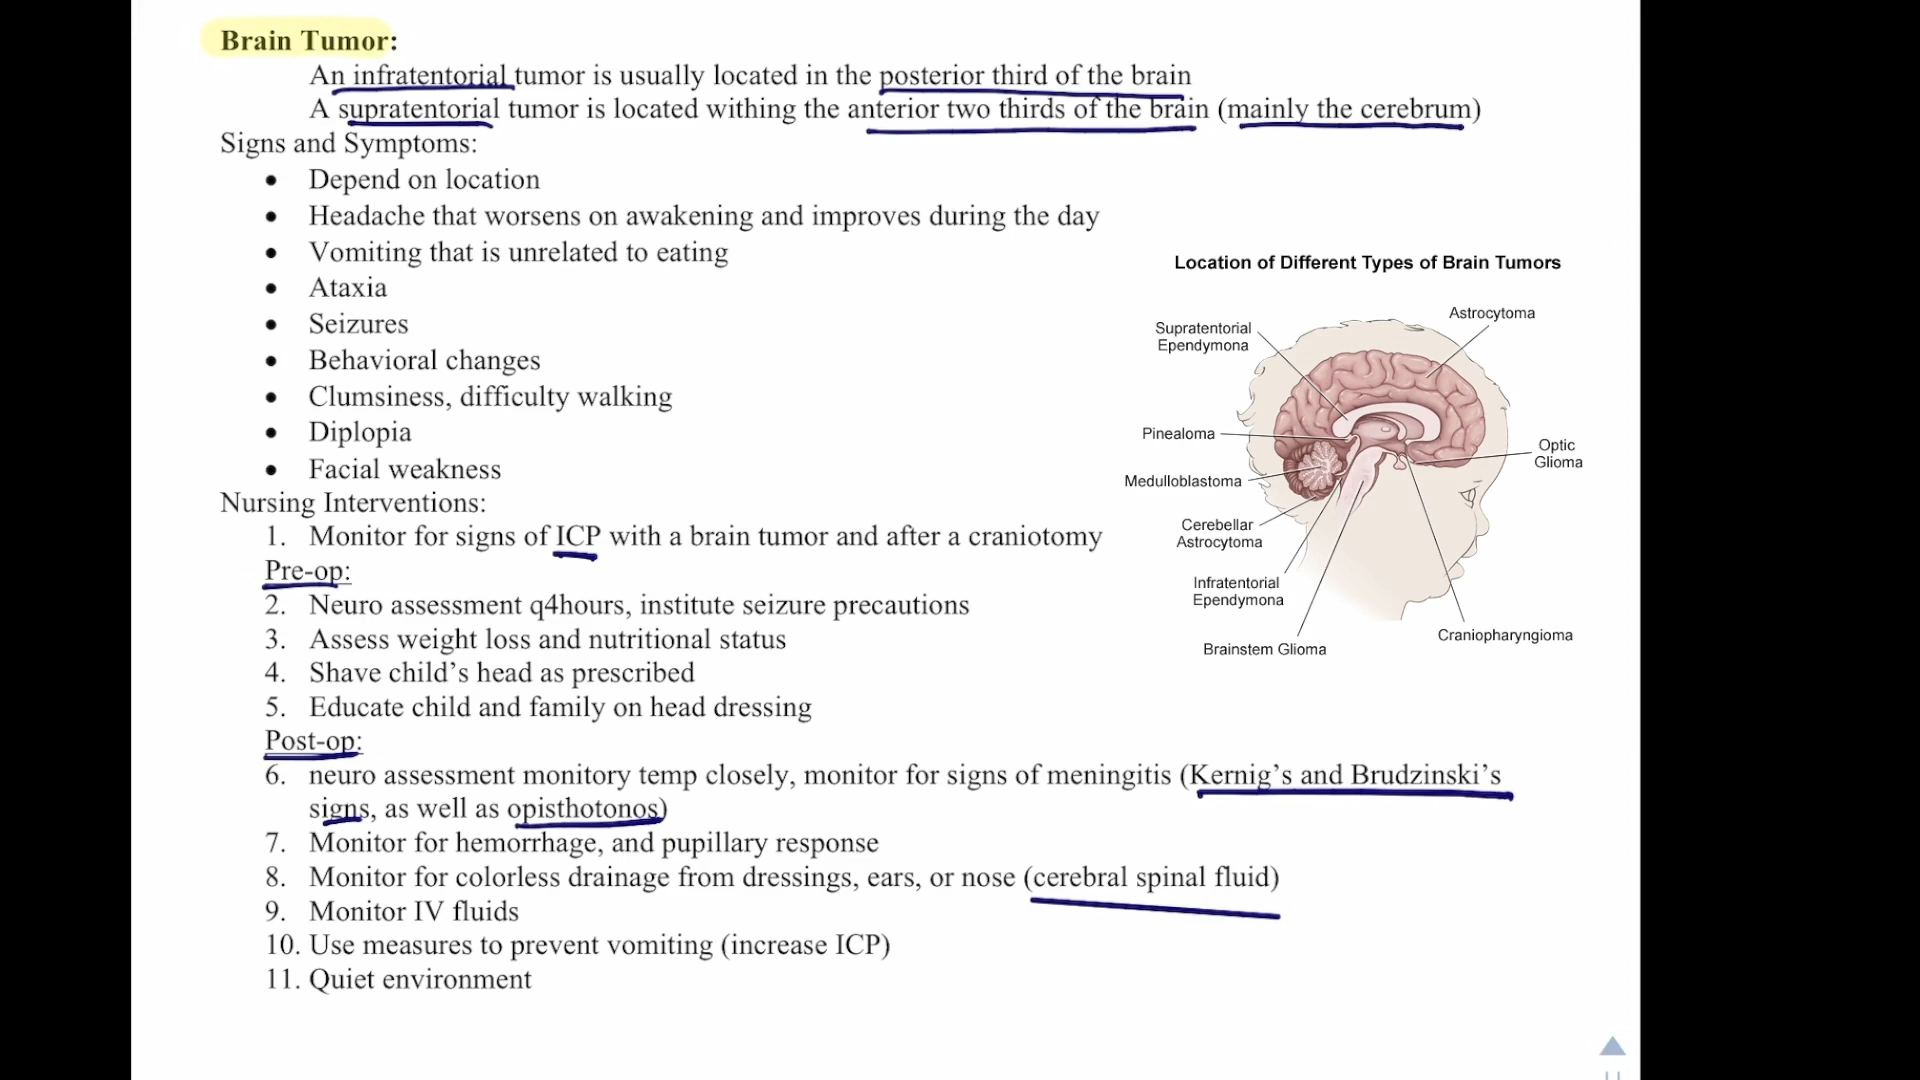 Brain Tumor:
An infratentorial tumor is usually located in the posterior third of the brain
A supratentorial tumor is located withing the anterior two thirds of the brain (mainly the cerebrum)
Signs and Symptoms:
• Depend on location
• Headache that worsens on awakening and improves during the day
• Vomiting that is unrelated to eating
• Ataxia
• Seizures
• Behavioral changes
• Clumsiness, difficulty walking
• Diplopia
• Facial weakness
Nursing Interventions:
1. Monitor for signs of ICP with a brain tumor and after a craniotomy
Pre-op:
2. Neuro assessment q4hours, institute seizure precautions
3. Assess weight loss and nutritional status
4. Shave child’s head as prescribed
5. Educate child and family on head dressing
Post-op:
6. neuro assessment monitory temp closely, monitor for signs of meningitis (Kernig’s and Brudzinski’s
signs, as well as opisthotonos)
7. Monitor for hemorrhage, and pupillary response
8. Monitor for colorless drainage from dressings, ears, or nose (cerebral spinal fluid)
9. Monitor IV fluids
10. Use measures to prevent vomiting (increase ICP)
11. Quiet environment
Location of Different Types of Brain Tumors
Astrocytoma
Supratentorial
Ependymona
Pinealoma
Optic
Glioma
Medulloblastoma
Cerebellar
Astrocytoma
Infratentorial
Ependymona
Craniopharyngioma
Brainstem Glioma